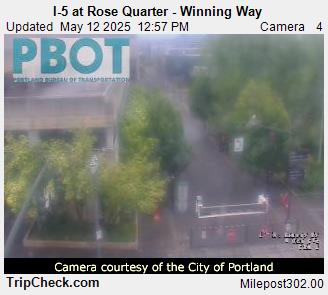 I-5 at Rose Quarter - Winning Way
Updated May 12 2025 12:57 PM Camera 4
PBOT
PORTLAND BUREAU OF TRANSPORTATION
Camera courtesy of the City of Portland
TripCheck.com Milepost302.00